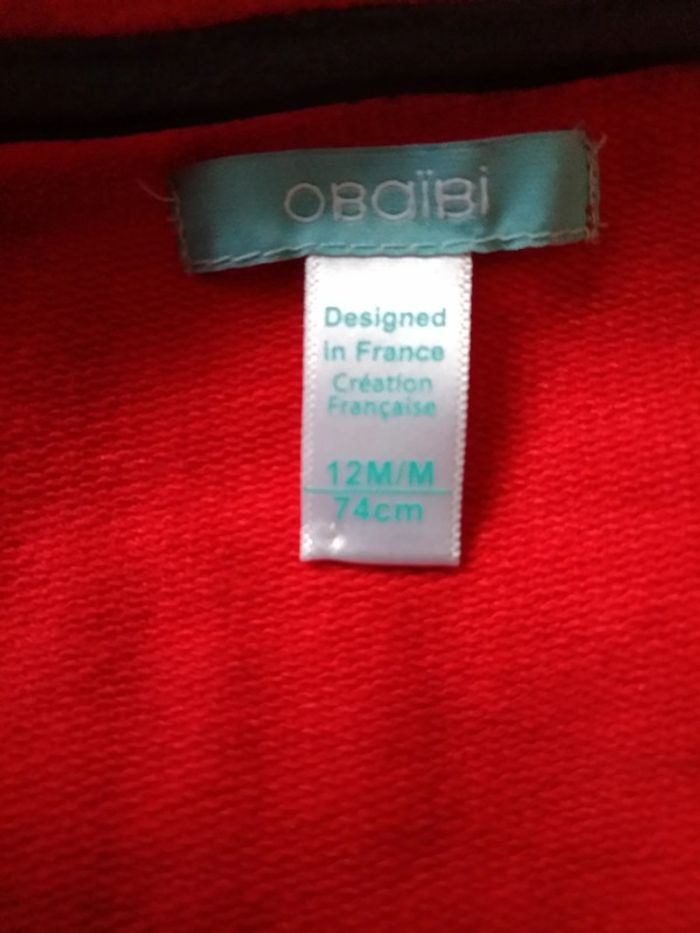 OBaïBi
Designed
in France
Création
Française
12M/M
74cm